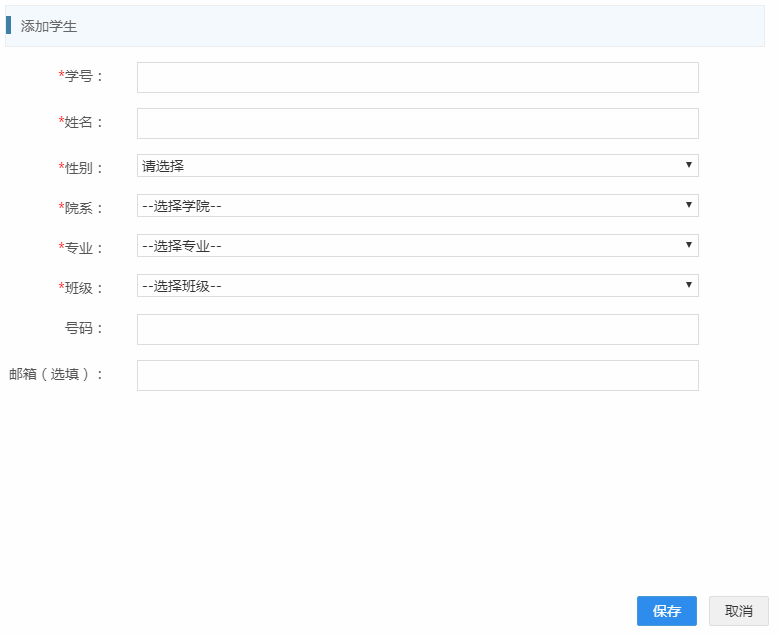 添加学生
*学号：
*姓名：
*性别： 请选择
*院系： --选择学院--
*专业： --选择专业--
*班级： --选择班级--
号码：
邮箱（选填）：
保存 取消